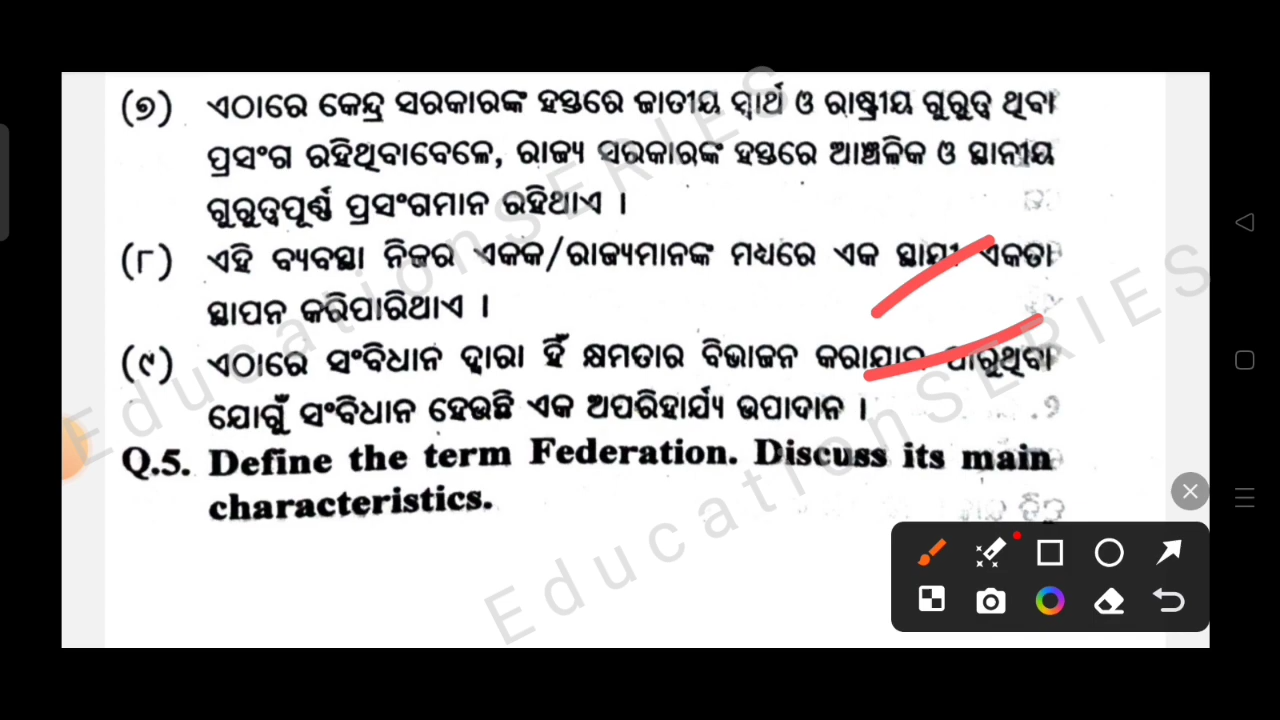 (୭) ଏଠାରେ କେନ୍ଦ୍ର ସରକାରଙ୍କ ହସ୍ତରେ ଜାତୀୟ ସ୍ୱାର୍ଥ ଓ ରାଷ୍ଟ୍ରୀୟ ଗୁରୁତ୍ୱ ଥିବା
ପ୍ରସଂଗ ରହିଥିବାବେଳେ, ରାଜ୍ୟ ସରକାରଙ୍କ ହସ୍ତରେ ଆଞ୍ଚଳିକ ଓ ସ୍ଥାନୀୟ
ଗୁରୁତ୍ୱପୂର୍ଣ୍ଣ ପ୍ରସଂଗମାନ ରହିଥାଏ ।
(୮) ଏହି ବ୍ୟବସ୍ଥା ନିଜର ଏକକ/ରାଜ୍ୟମାନଙ୍କ ମଧ୍ୟରେ ଏକ ସ୍ଥାୟୀ ଏକତା
ସ୍ଥାପନ କରିପାରିଥାଏ ।
(୯) ଏଠାରେ ସଂବିଧାନ ଦ୍ୱାରା ହିଁ କ୍ଷମତାର ବିଭାଜନ କରାଯାଇ ପାରୁଥିବା
ଯୋଗୁଁ ସଂବିଧାନ ହେଉଛି ଏକ ଅପରିହାର୍ଯ୍ୟ ଉପାଦାନ ।
Q.5. Define the term Federation. Discuss its main
characteristics.
EducationSERIES
EducationSERIES